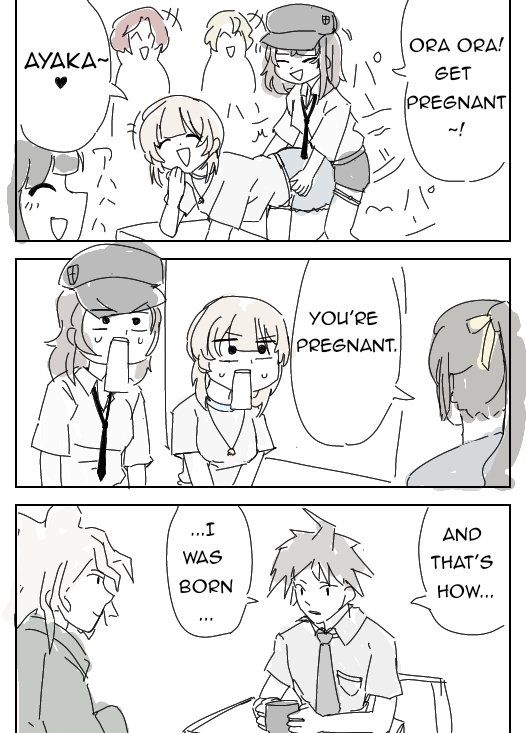 AYAKA~
♥
ORA ORA!
GET
PREGNANT
~!
YOU'RE
PREGNANT.
AND
THAT'S
HOW...
...I
WAS
BORN
...